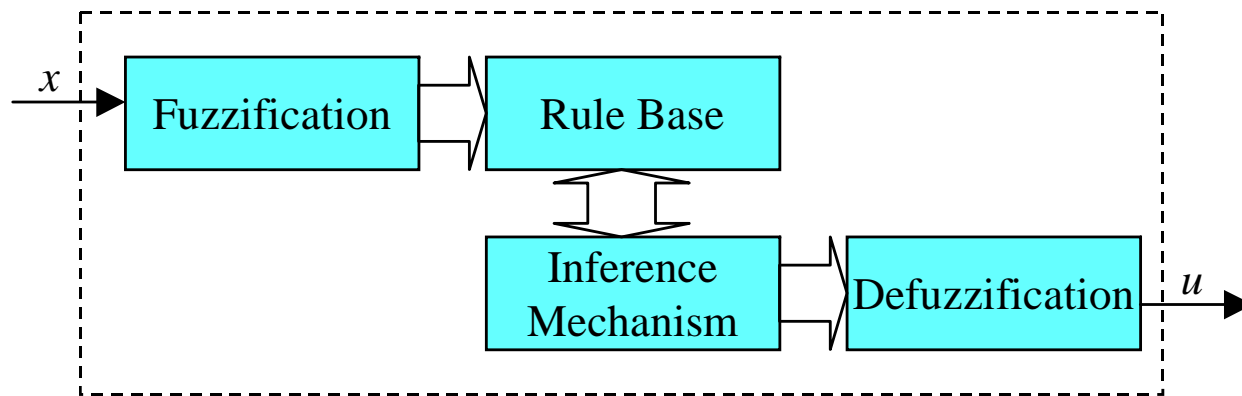 x
Fuzzification
Rule Base
Inference
Mechanism
Defuzzification
u